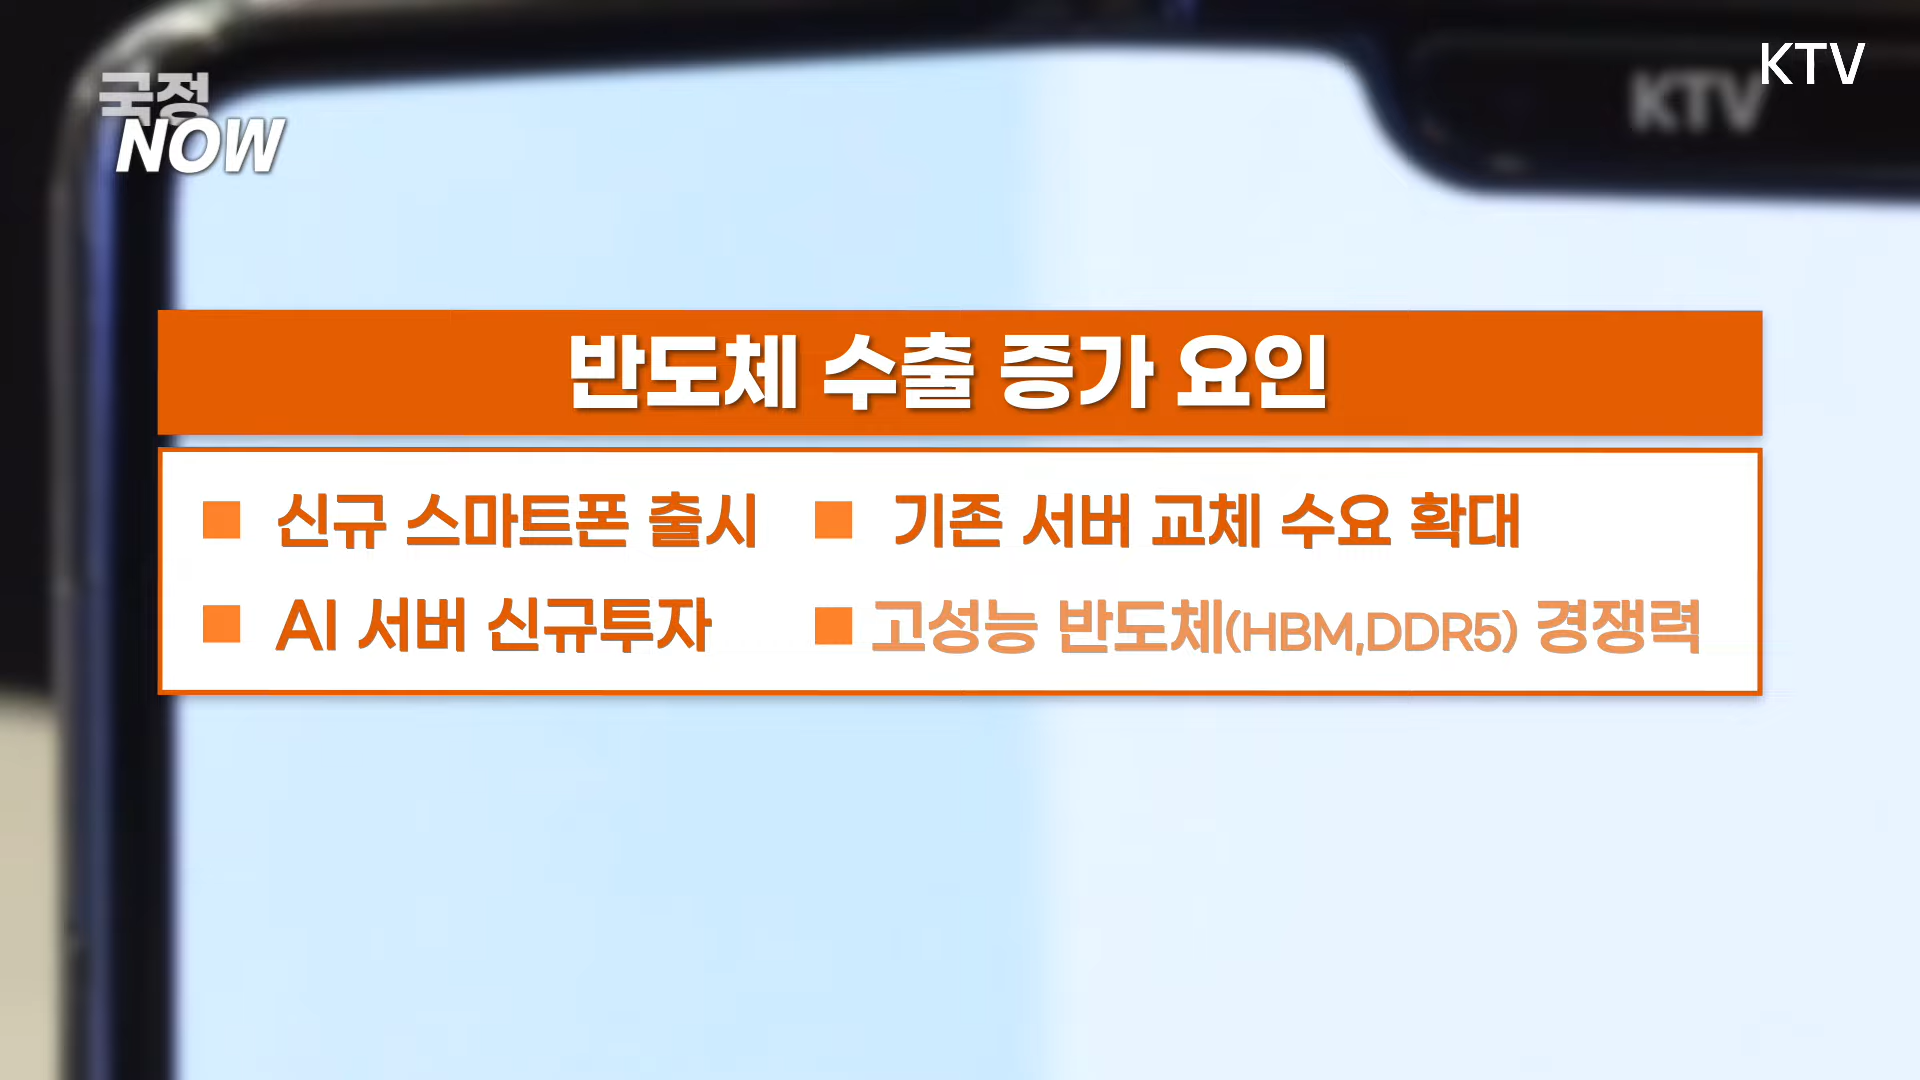 국정
NOW
KTV
KTV
반도체 수출 증가 요인
■ 신규 스마트폰 출시
■ 기존 서버 교체 수요 확대
■ AI 서버 신규투자
■ 고성능 반도체(HBM,DDR5) 경쟁력